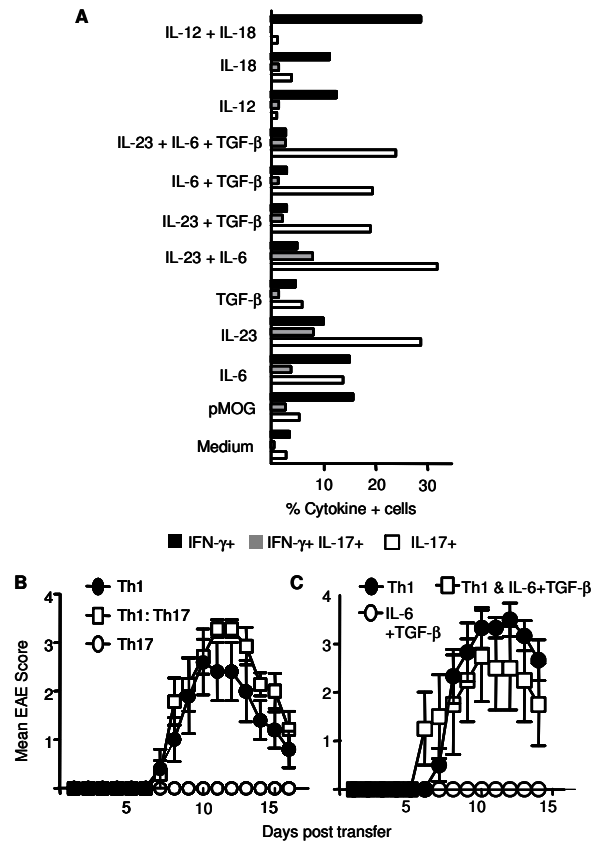 A
IL-12 + IL-18
IL-18
IL-12
IL-23 + IL-6 + TGF-β
IL-6 + TGF-β
IL-23 + TGF-β
IL-23 + IL-6
TGF-β
IL-23
IL-6
pMOG
Medium
10 20 30
% Cytokine + cells
IFN-γ+ IFN-γ+ IL-17+ IL-17+
B
Th1
Th1: Th17
Th17
4
3
2
1
Mean EAE Score
5 10 15
C
Th1 Th1 & IL-6+TGF-β
IL-6
+TGF-β
4
3
2
1
5 10 15
Days post transfer